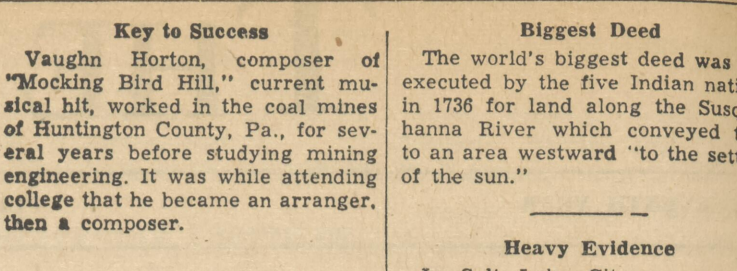 Key to Success
Vaughn Horton, composer of
"Mocking Bird Hill," current mu-
sical hit, worked in the coal mines
of Huntington County, Pa., for sev-
eral years before studying mining
engineering. It was while attending
college that he became an arranger,
then a composer.
Biggest Deed
The world's biggest deed was
executed by the five Indian nati
in 1736 for land along the Susq
hanna River which conveyed
to an area westward "to the sett
of the sun."
Heavy Evidence